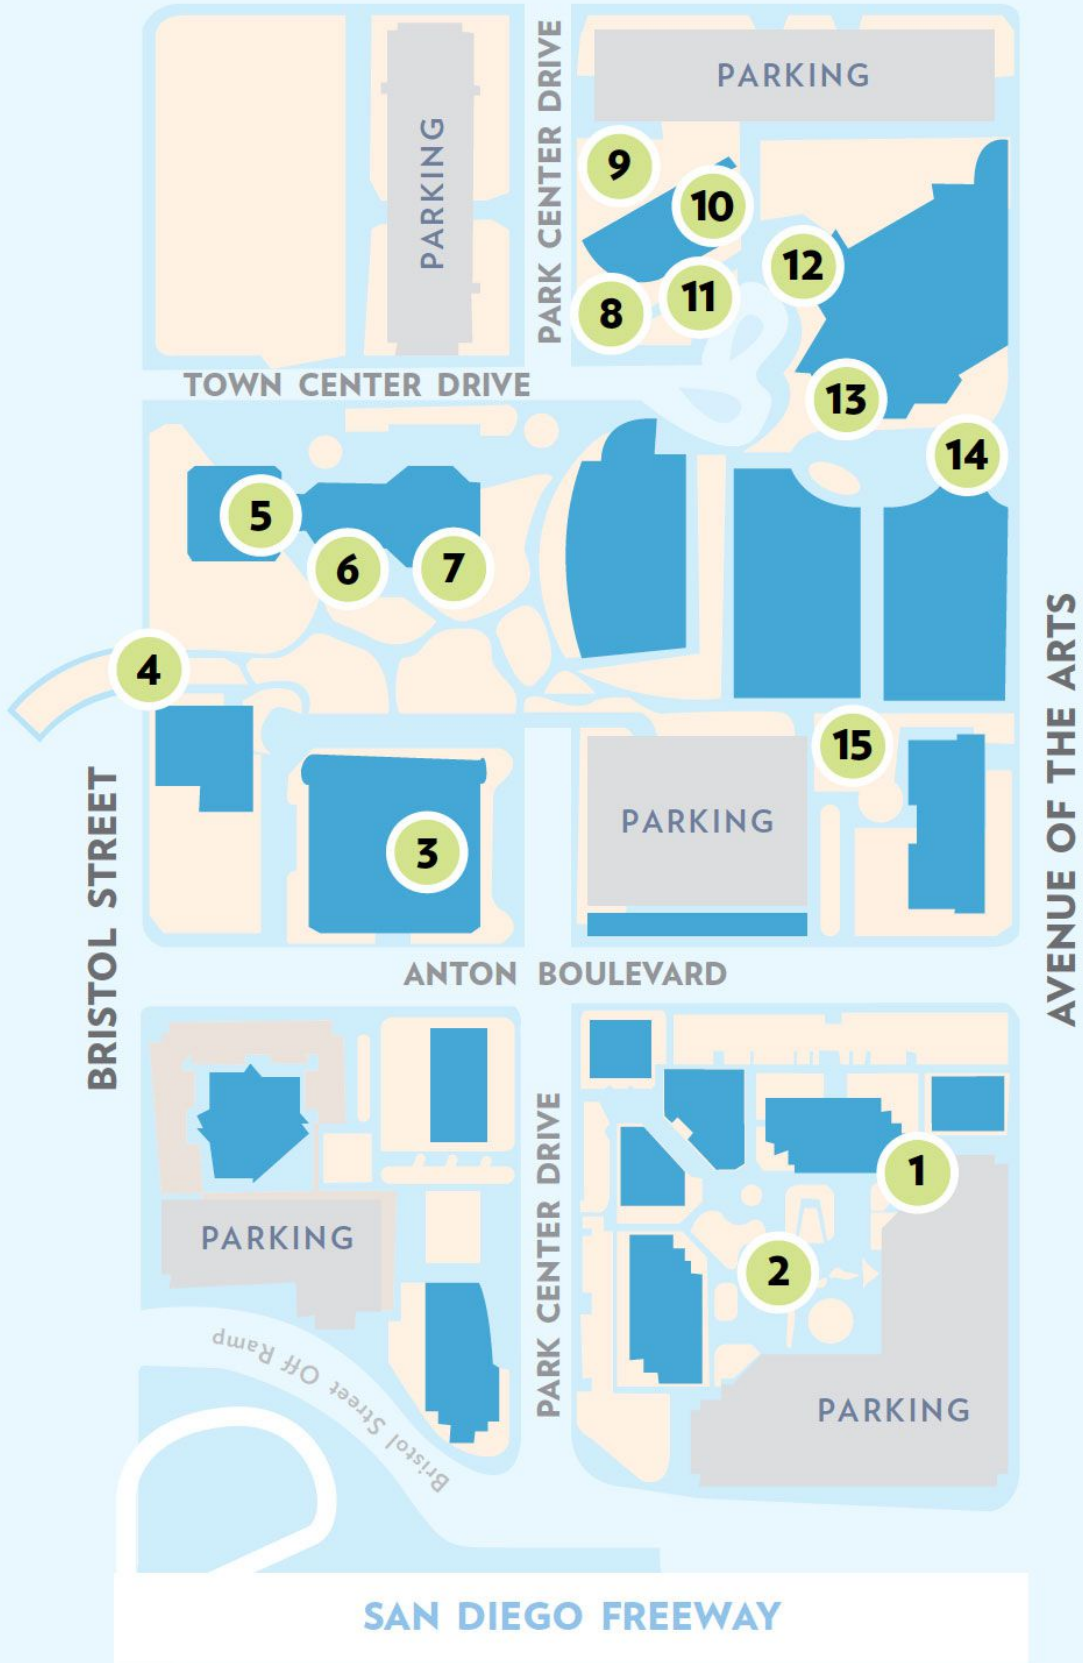 PARK CENTER DRIVE
PARKING
PARKING
9
10
12
11
8
TOWN CENTER DRIVE
13
14
5
6
7
4
15
PARKING
3
BRISTOL STREET
AVENUE OF THE ARTS
ANTON BOULEVARD
PARK CENTER DRIVE
1
PARKING
2
Bristol Street Off Ramp
PARKING
SAN DIEGO FREEWAY